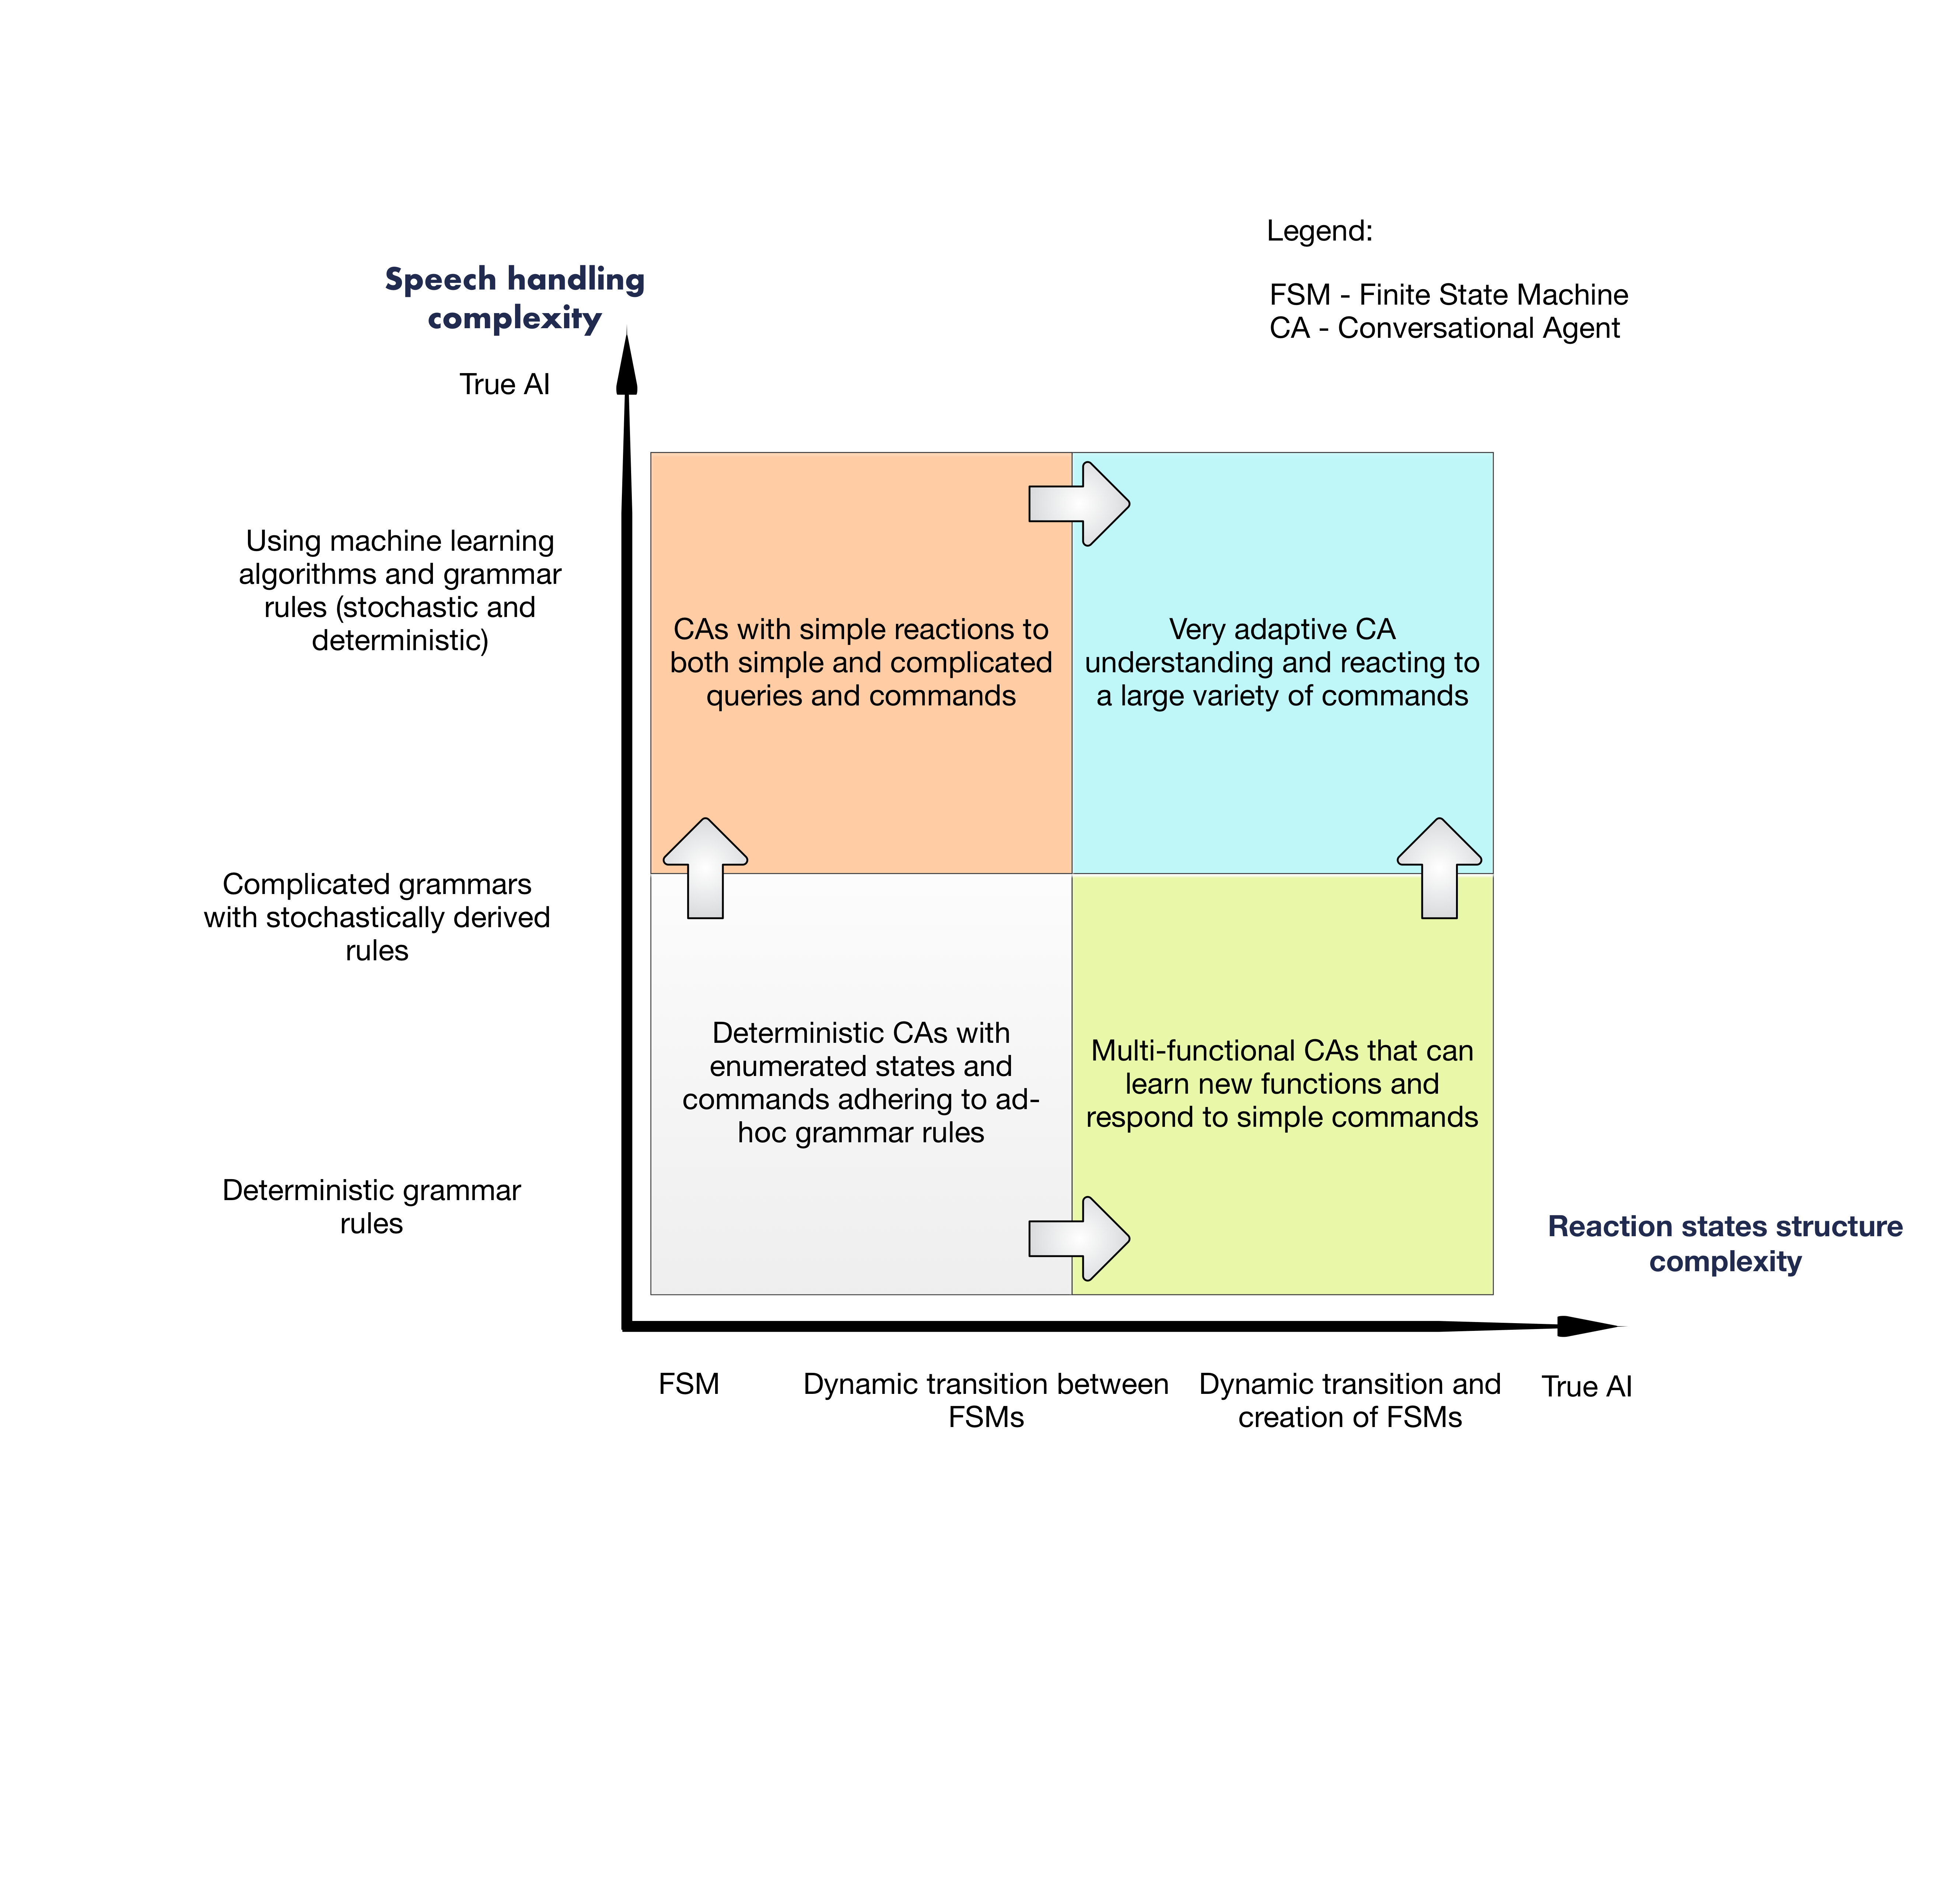 Legend:
FSM - Finite State Machine
CA - Conversational Agent
Speech handling
complexity
True AI
Using machine learning
algorithms and grammar
rules (stochastic and
deterministic)
Complicated grammars
with stochastically derived
rules
Deterministic grammar
rules
CAs with simple reactions to
both simple and complicated
queries and commands
Very adaptive CA
understanding and reacting to
a large variety of commands
Deterministic CAs with
enumerated states and
commands adhering to ad-
hoc grammar rules
Multi-functional CAs that can
learn new functions and
respond to simple commands
Reaction states structure
complexity
FSM
Dynamic transition between
FSMs
Dynamic transition and
creation of FSMs
True AI